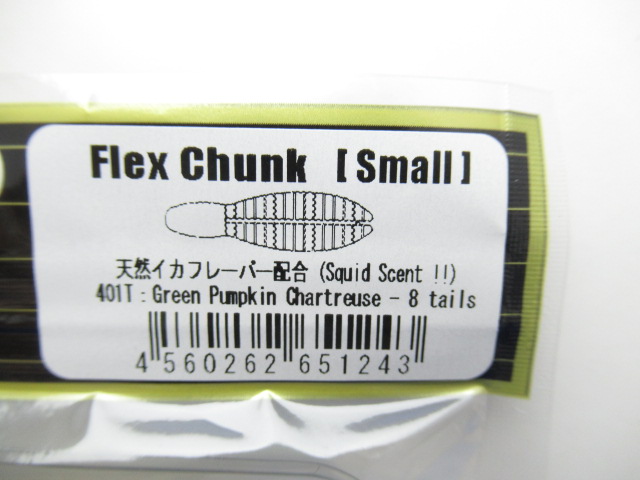 Flex Chunk [Small]
天然イカフレーバー配合 (Squid Scent !!)
401T : Green Pumpkin Chartreuse - 8 tails
4 560262 651243